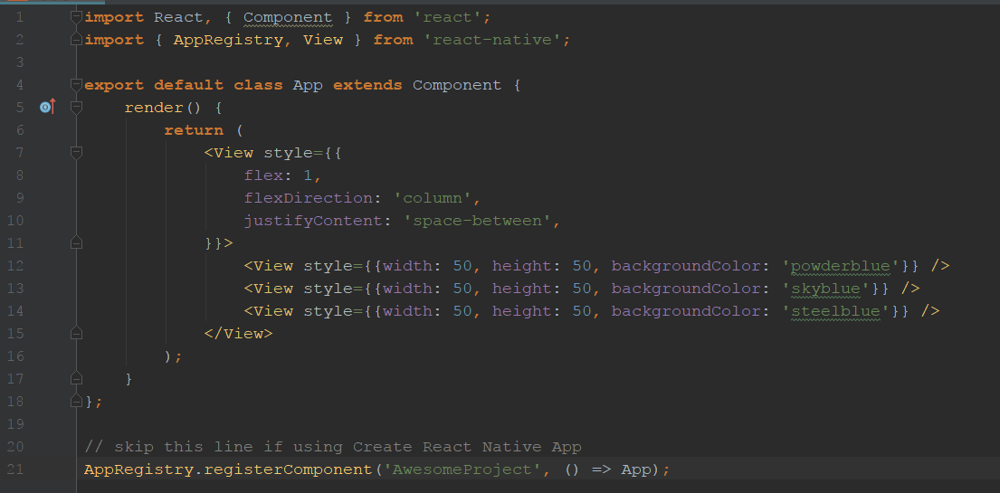 1 import React, { Component } from 'react';
2 import { AppRegistry, View } from 'react-native';
3
4 export default class App extends Component {
5     render() {
6         return (
7             <View style={{
8                 flex: 1,
9                 flexDirection: 'column',
10                 justifyContent: 'space-between',
11             }}>
12                 <View style={{width: 50, height: 50, backgroundColor: 'powderblue'}} />
13                 <View style={{width: 50, height: 50, backgroundColor: 'skyblue'}} />
14                 <View style={{width: 50, height: 50, backgroundColor: 'steelblue'}} />
15             </View>
16         );
17     }
18 };
19
20 // skip this line if using Create React Native App
21 AppRegistry.registerComponent('AwesomeProject', () => App);